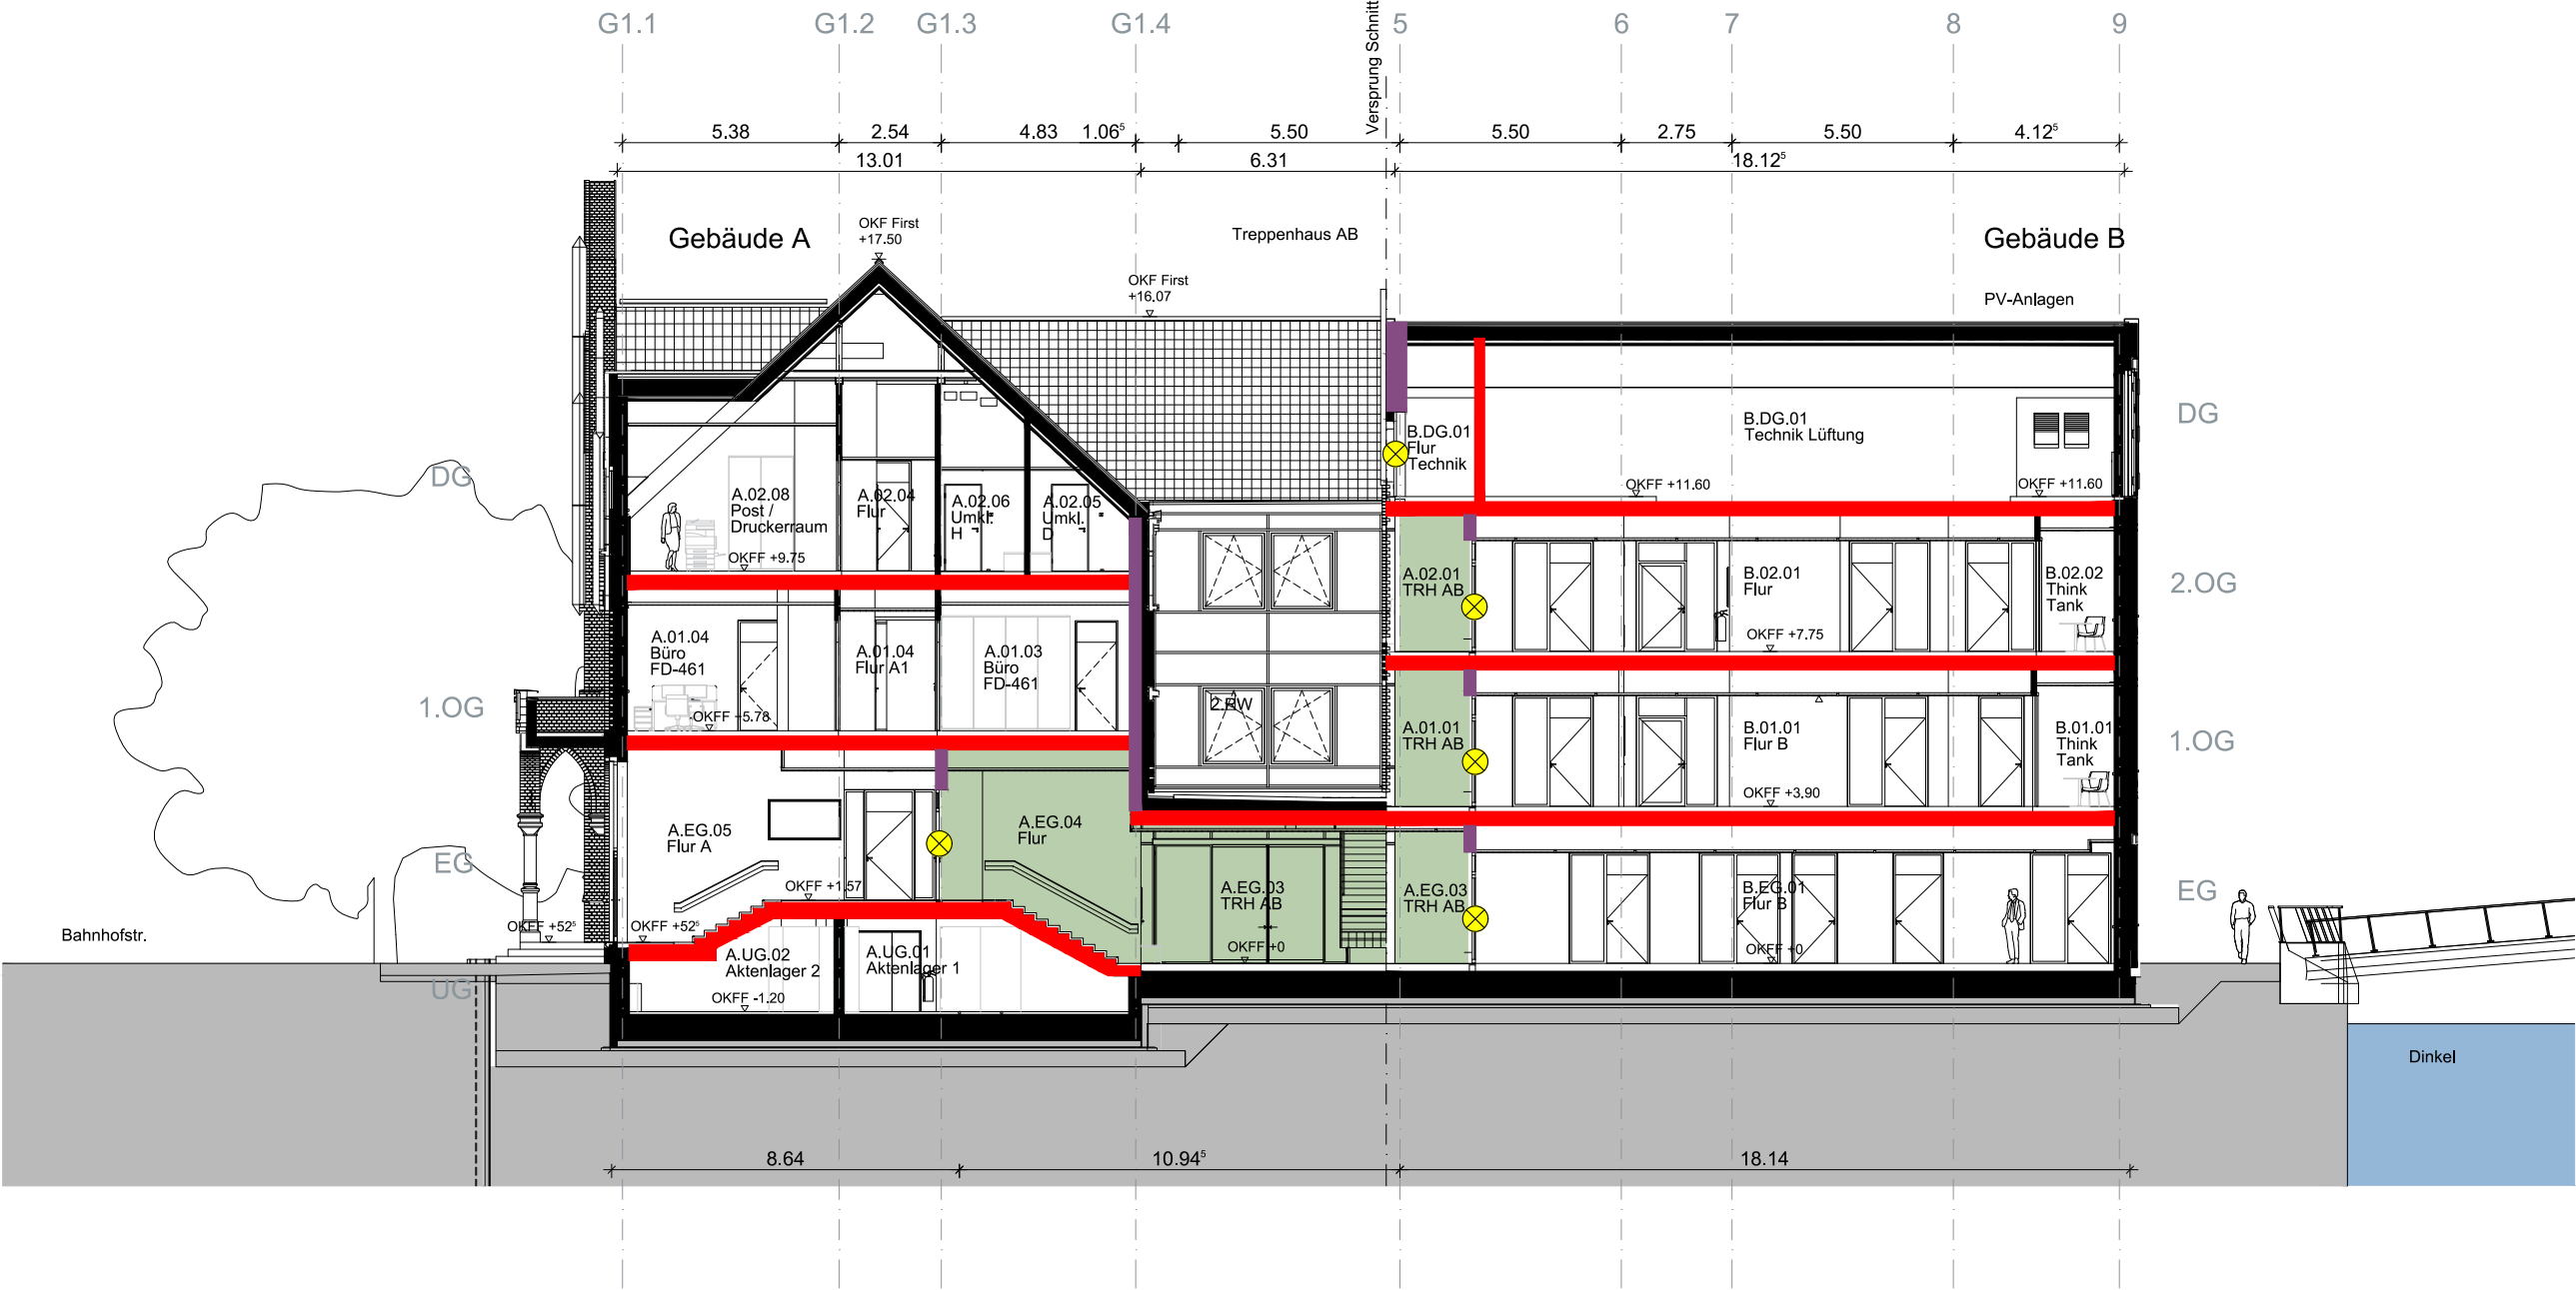 G1.1 G1.2 G1.3 G1.4 5 6 7 8 9
Versprung Schnitt
5.38 2.54 4.83 1.06⁵ 5.50 5.50 2.75 5.50 4.12⁵
13.01 6.31 18.12⁵
Gebäude A
OKF First
+17.50
Treppenhaus AB
Gebäude B
OKF First
+16.07
PV-Anlagen
DG
B.DG.01
Flur
Technik
B.DG.01
Technik Lüftung
DG
OKFF +11.60
OKFF +11.60
A.02.08
Post /
Druckerraum
A.02.04
Flur
A.02.06
Umkl.
H
A.02.05
Umkl.
D
OKFF +9.75
A.02.01
TRH AB
B.02.01
Flur
B.02.02
Think
Tank
2.OG
OKFF +7.75
A.01.04
Büro
FD-461
A.01.04
Flur A1
A.01.03
Büro
FD-461
OKFF +5.78
1.OG
2.RW
A.01.01
TRH AB
B.01.01
Flur B
B.01.01
Think
Tank
1.OG
OKFF +3.90
A.EG.05
Flur A
A.EG.04
Flur
EG
OKFF +1.57
A.EG.03
TRH AB
A.EG.03
TRH AB
B.EG.01
Flur B
EG
OKFF +52⁵
OKFF +52⁵
OKFF +0
OKFF +0
Bahnhofstr.
A.UG.02
Aktenlager 2
A.UG.01
Aktenlager 1
UG
OKFF -1.20
Dinkel
8.64 10.94⁵ 18.14